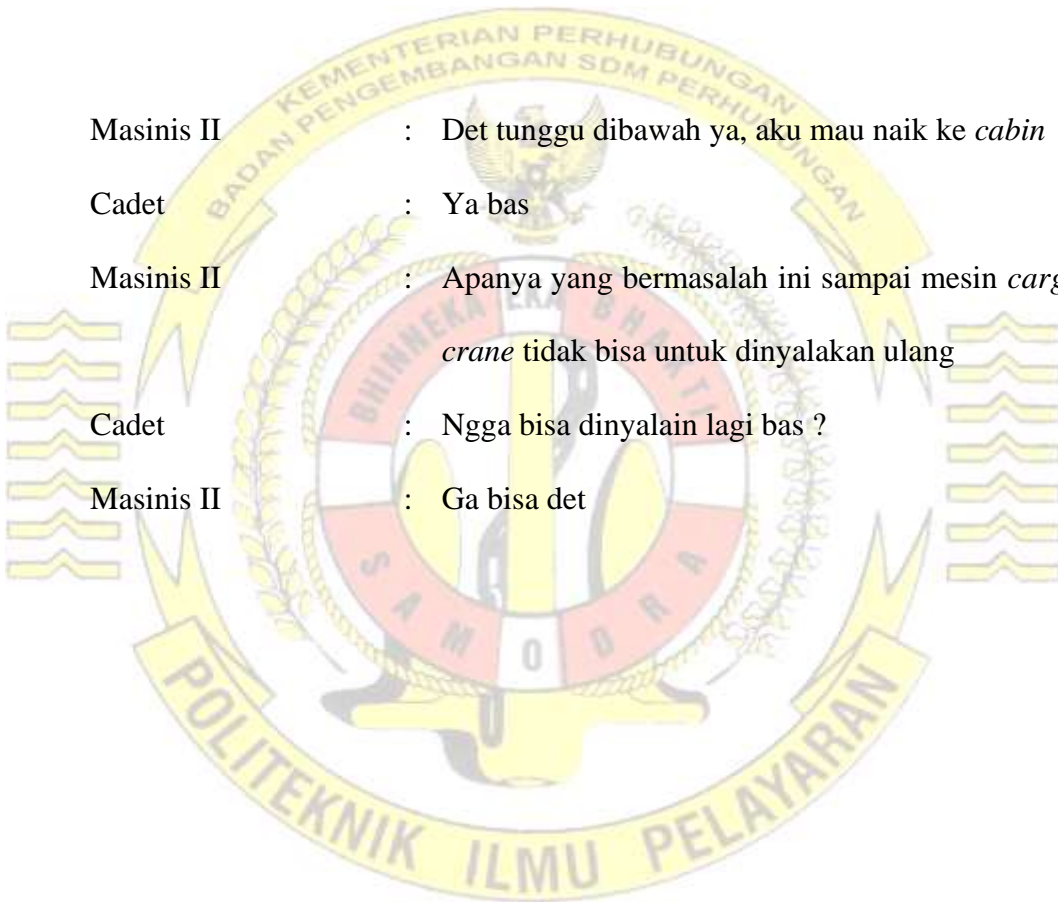 KEMENTERIAN PERHUBUNGAN
BADAN PENGEMBANGAN SDM PERHUBUNGAN
Masinis II : Det tunggu dibawah ya, aku mau naik ke cabin
Cadet : Ya bas
Masinis II : Apanya yang bermasalah ini sampai mesin
crane tidak bisa untuk dinyalakan ulang
Cadet : Ngga bisa dinyalain lagi bas ?
Masinis II : Ga bisa det
BHINNEKA EKA BHAKTI
SAMODRA
POLITEKNIK ILMU PELAYARAN